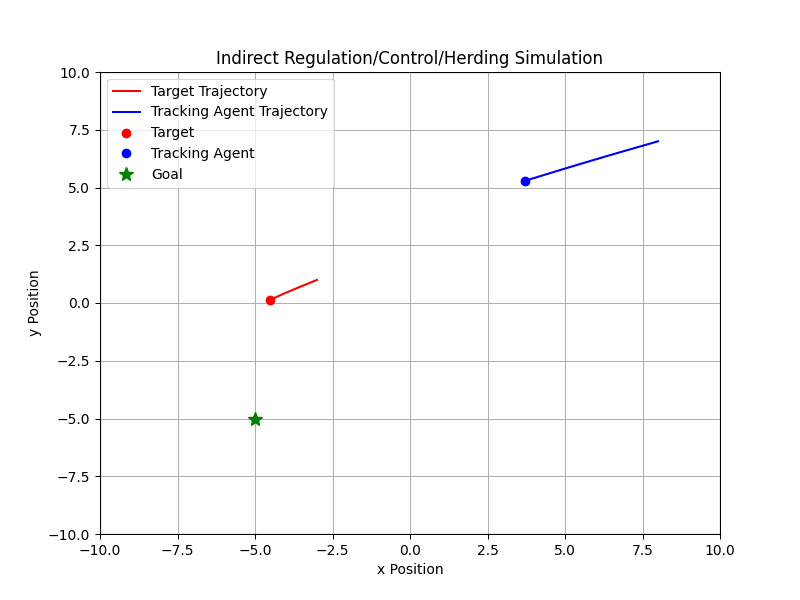 Indirect Regulation/Control/Herding Simulation
10.0
7.5
5.0
2.5
0.0
−2.5
−5.0
−7.5
−10.0
y Position
Target Trajectory
Tracking Agent Trajectory
Target
Tracking Agent
Goal
−10.0 −7.5 −5.0 −2.5 0.0 2.5 5.0 7.5 10.0
x Position